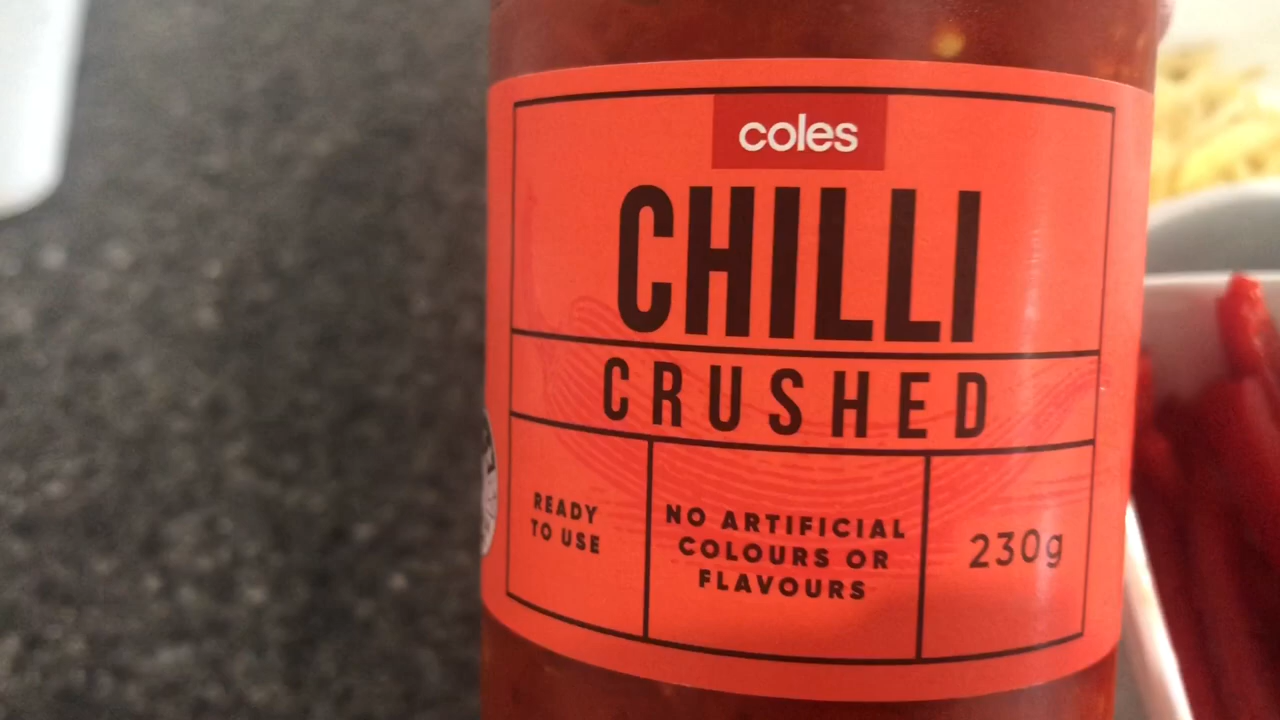 coles
CHILLI
CRUSHED
READY
TO USE
NO ARTIFICIAL
COLOURS OR
FLAVOURS
230g